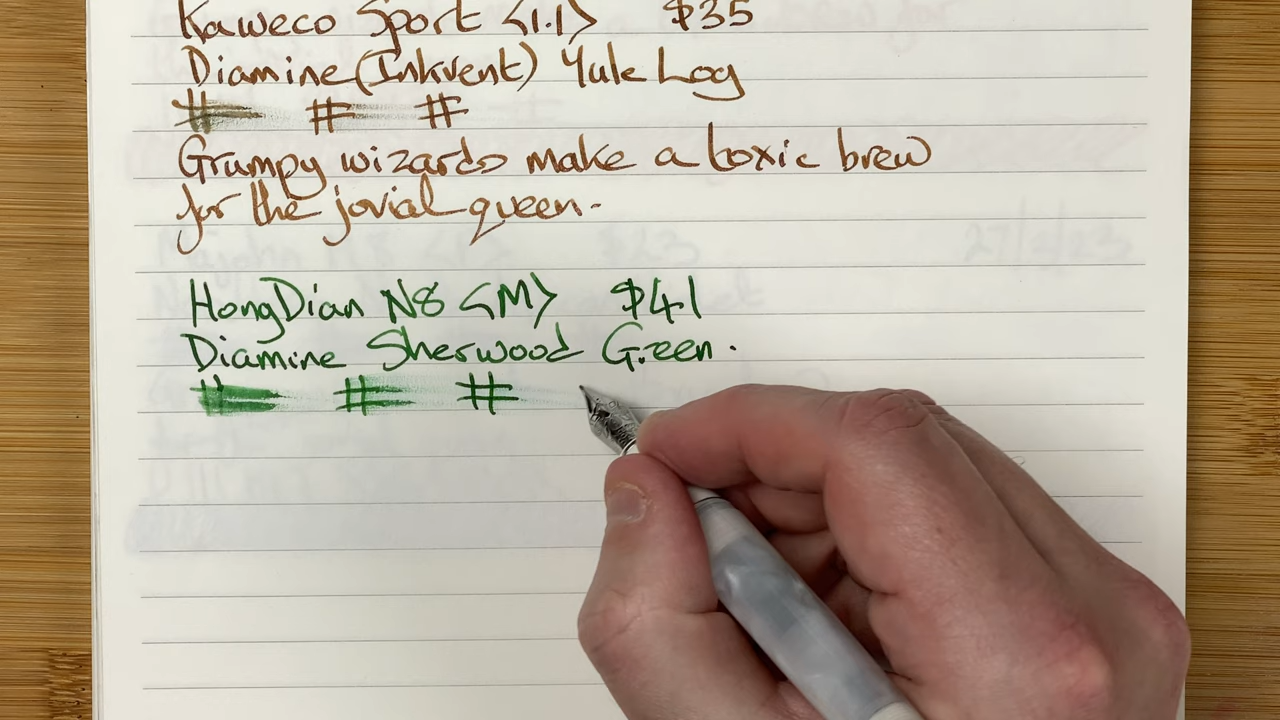 Kaweco Sport <1.1> $35
Diamine (Inkvent) Yule Log
# # #
Grumpy wizards make a toxic brew
for the jovial queen.
HongDian N8 <M> $41
Diamine Sherwood Green.
# # #